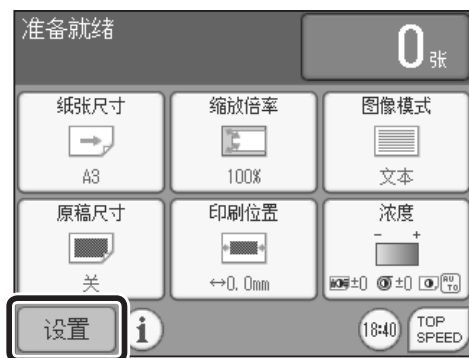 准备就绪
0张
纸张尺寸
缩放倍率
图像模式
A3
100%
文本
原稿尺寸
印刷位置
浓度
- +
关
↔0.0mm
±0 ±0 AUTO
设置
i
18:40
TOP SPEED